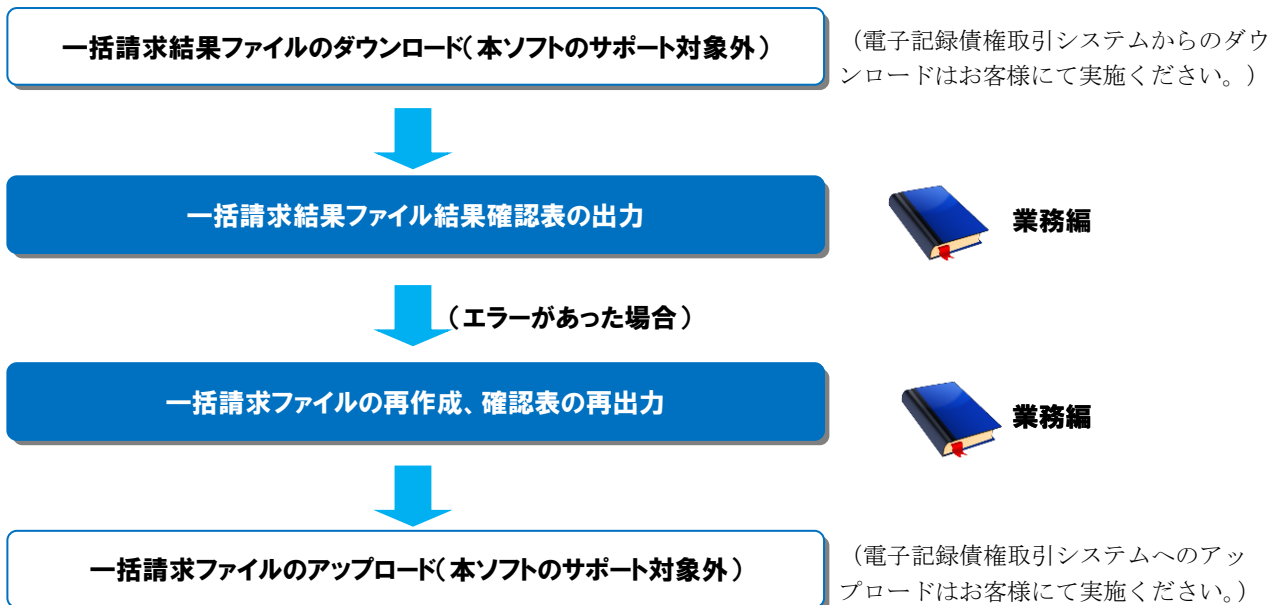 一括請求結果ファイルのダウンロード(本ソフトのサポート対象外)
(電子記録債権取引システムからのダウ
ンロードはお客様にて実施ください。)
一括請求結果ファイル結果確認表の出力
業務編
(エラーがあった場合)
一括請求ファイルの再作成、確認表の再出力
業務編
一括請求ファイルのアップロード(本ソフトのサポート対象外)
(電子記録債権取引システムへのアッ
プロードはお客様にて実施ください。)